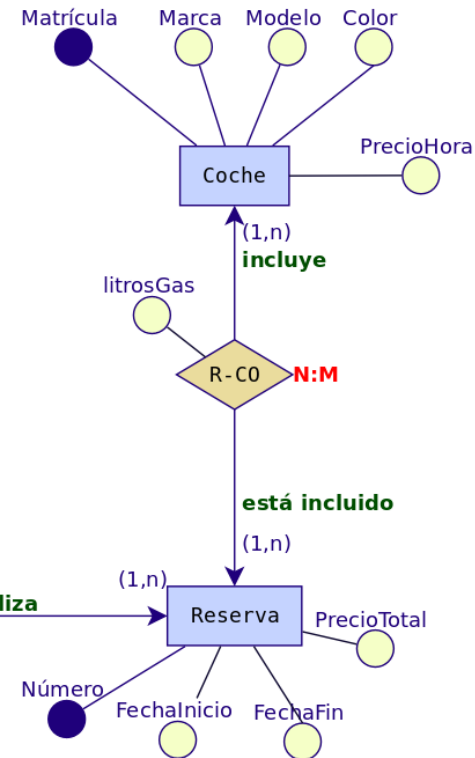 Matrícula Marca Modelo Color
PrecioHora
Coche
(1,n)
incluye
litrosGas
R-CO N:M
está incluido
(1,n)
(1,n)
liza
Reserva
PrecioTotal
Número
FechaInicio
FechaFin